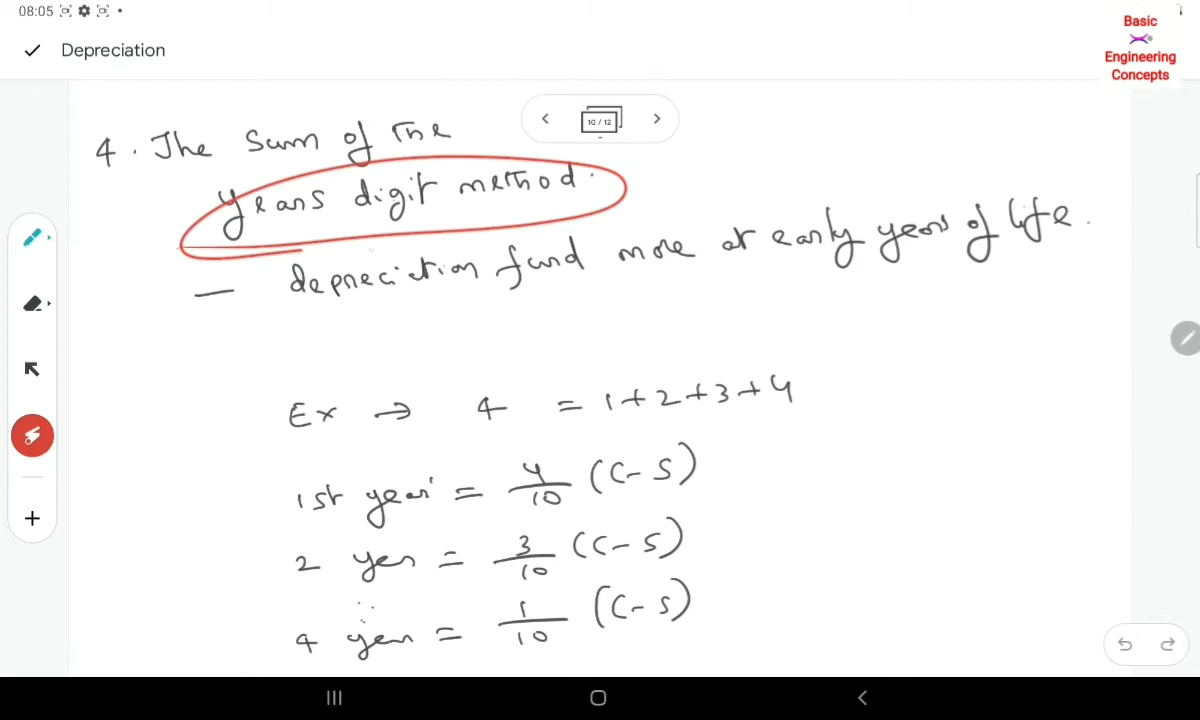 08:05
Basic
Engineering
Concepts
Depreciation
10 / 12
4. The Sum of The
years digit method.
— depreciation fund more at early years of life.
Ex → 4 = 1+2+3+4
1st year = 4/10 (C-S)
2 year = 3/10 (C-S)
4 year = 1/10 (C-S)